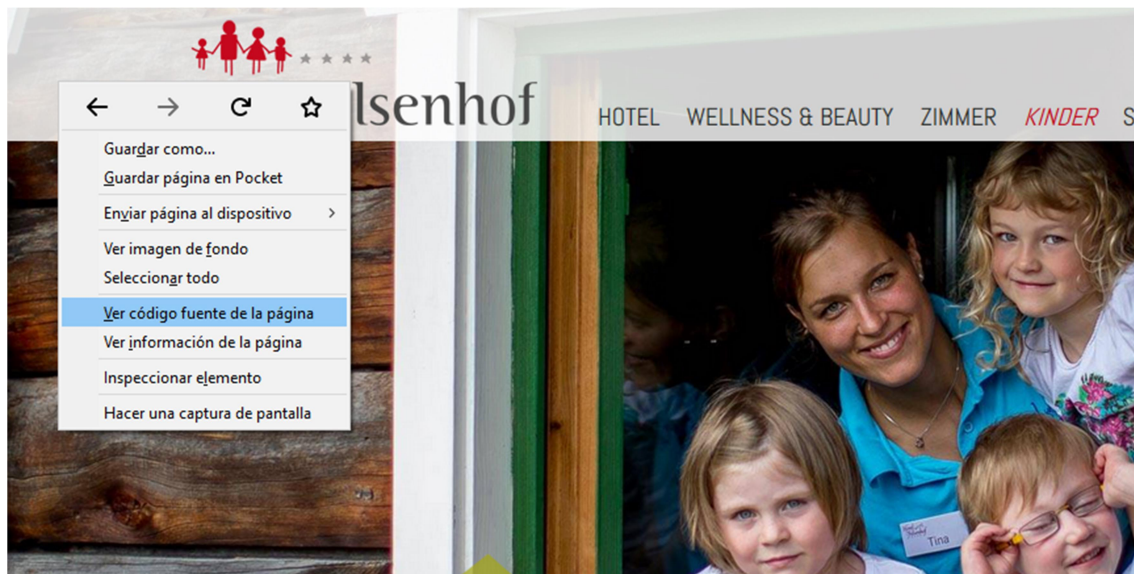 lsenhof
HOTEL WELLNESS & BEAUTY ZIMMER KINDER S
Guardar como...
Guardar página en Pocket
Enviar página al dispositivo
Ver imagen de fondo
Seleccionar todo
Ver código fuente de la página
Ver información de la página
Inspeccionar elemento
Hacer una captura de pantalla
Tina